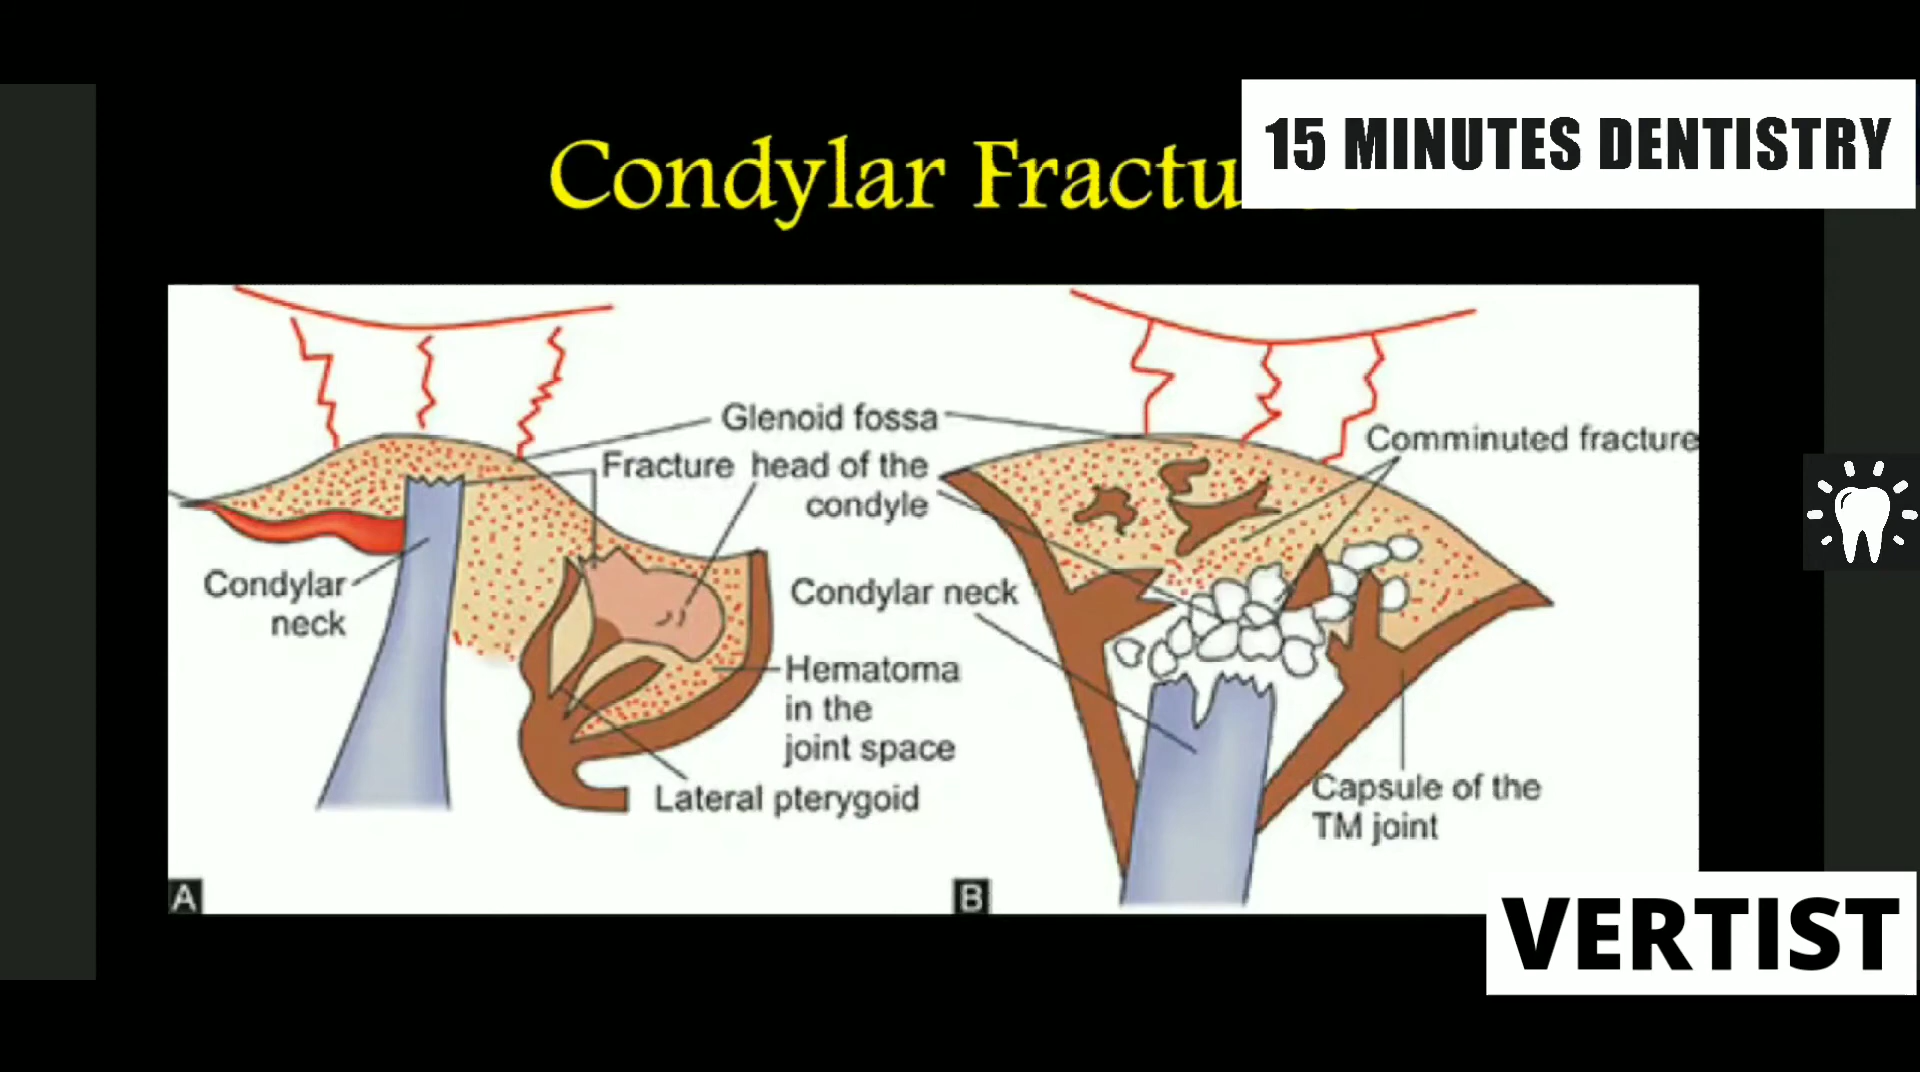 15 MINUTES DENTISTRY
Condylar
Glenoid fossa
Comminuted fracture
Fracture head of the
condyle
Condylar
neck
Condylar neck
Hematoma
in the
joint space
Lateral pterygoid
Capsule of the
TM joint
A
B
VERTIST